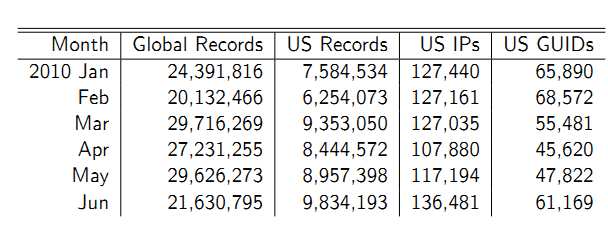 Month Global Records US Records US IPs US GUIDs
2010 Jan 24,391,816 7,584,534 127,440 65,890
Feb 20,132,466 6,254,073 127,161 68,572
Mar 29,716,269 9,353,050 127,035 55,481
Apr 27,231,255 8,444,572 107,880 45,620
May 29,626,273 8,957,398 117,194 47,822
Jun 21,630,795 9,834,193 136,481 61,169